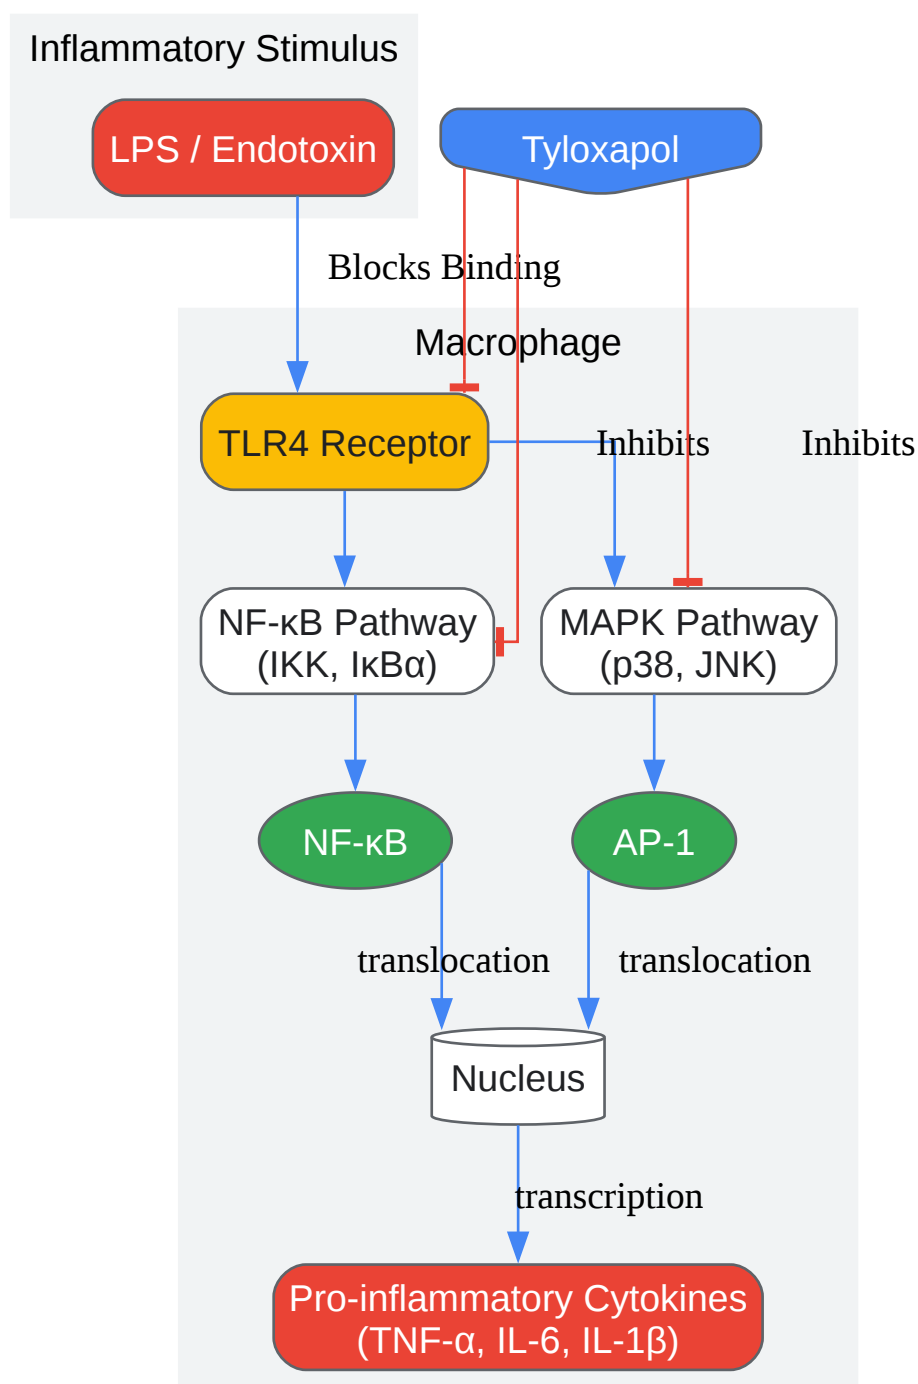 Inflammatory Stimulus
LPS / Endotoxin
Tyloxapol
Blocks Binding
Macrophage
TLR4 Receptor
Inhibits
Inhibits
NF-κB Pathway
(IKK, IκBα)
MAPK Pathway
(p38, JNK)
NF-κB
AP-1
translocation
translocation
Nucleus
transcription
Pro-inflammatory Cytokines
(TNF-α, IL-6, IL-1β)